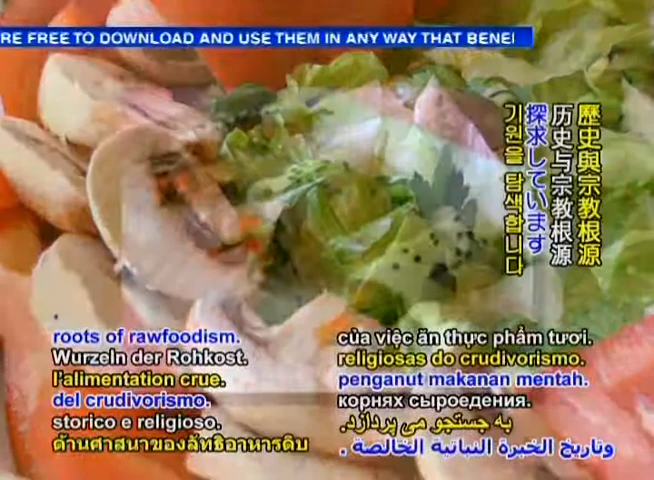 RE FREE TO DOWNLOAD AND USE THEM IN ANY WAY THAT BENEI
歷史與宗教根源
历史与宗教根源
探求しています
기원을 탐색합니다
roots of rawfoodism.
Wurzeln der Rohkost.
l'alimentation crue.
del crudivorismo.
storico e religioso.
ด้านศาสนาของลัทธิอาหารดิบ
của việc ăn thực phẩm tươi.
religiosas do crudivorismo.
penganut makanan mentah.
корнях сыроедения.
به جستجو می پردازد.
وتاريخ الخبرة النباتية الخالصة .